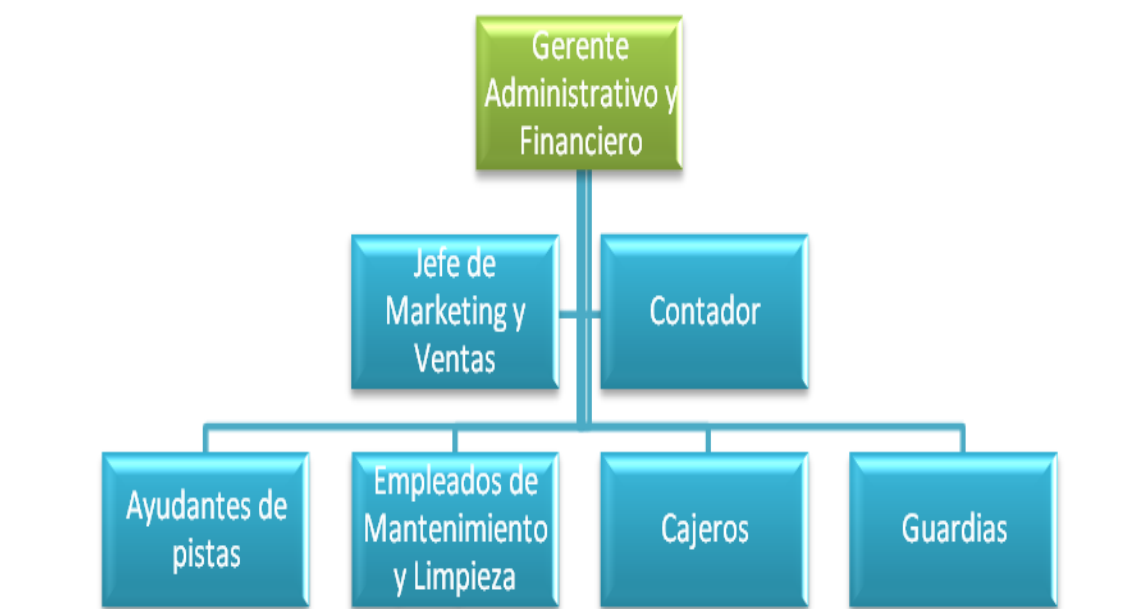 Gerente
Administrativo y
Financiero
Jefe de
Marketing y
Ventas
Contador
Ayudantes de
pistas
Empleados de
Mantenimiento
y Limpieza
Cajeros
Guardias